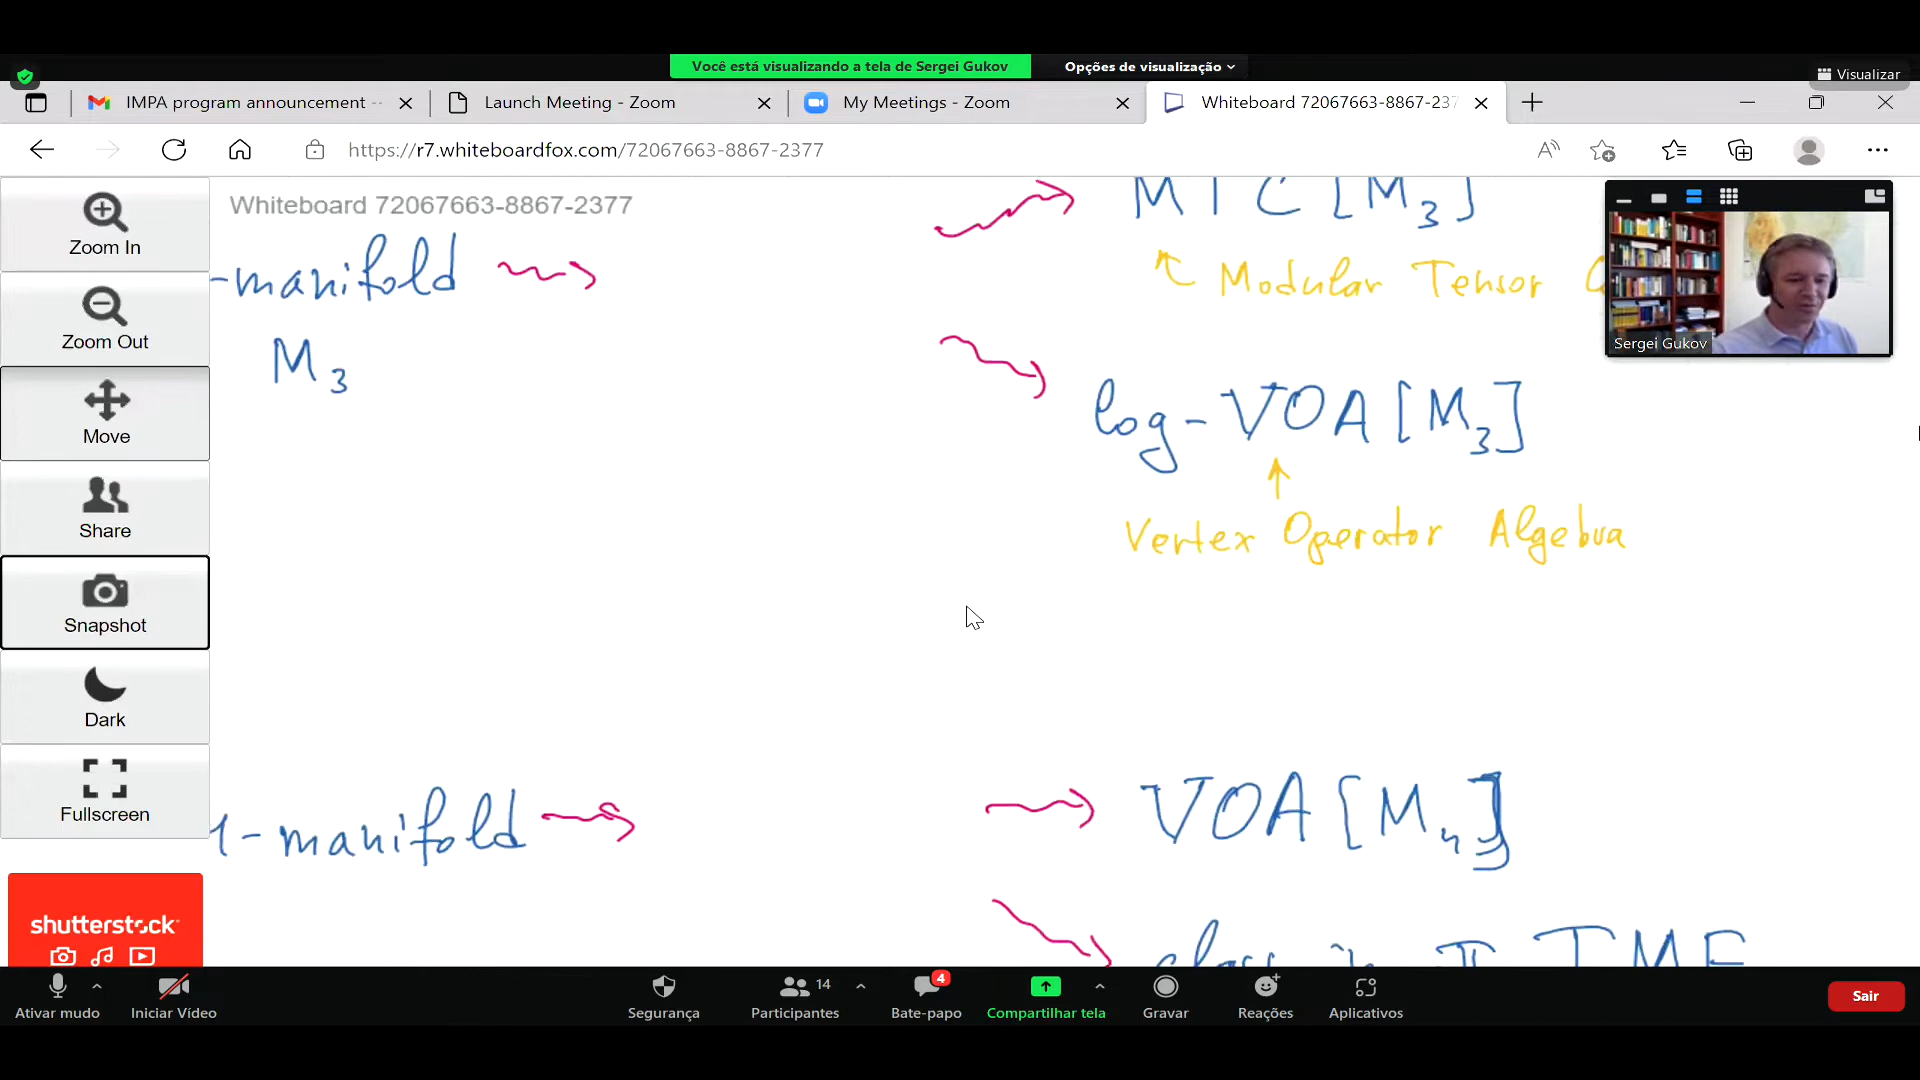 Você está visualizando a tela de Sergei Gukov
Opções de visualização
Visualizar
IMPA program announcement -
Launch Meeting - Zoom
My Meetings - Zoom
Whiteboard 72067663-8867-237
https://r7.whiteboardfox.com/72067663-8867-2377
Whiteboard 72067663-8867-2377
Zoom In
Zoom Out
Move
Share
Snapshot
Dark
Fullscreen
shutterstock
-manifold
M3
MTC[M3]
Modular Tensor
Sergei Gukov
log-VOA[M3]
Vertex Operator Algebra
-manifold
VOA[M4]
class in π TMF
Ativar mudo
Iniciar Vídeo
Segurança
14
Participantes
4
Bate-papo
Compartilhar tela
Gravar
Reações
Aplicativos
Sair